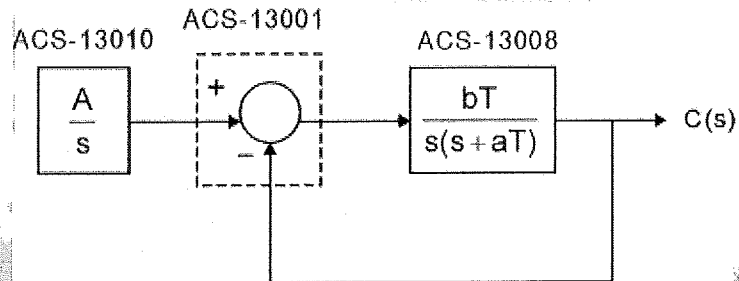 ACS-13010
ACS-13001
ACS-13008
A
s
+
−
bT
s(s+aT)
C(s)